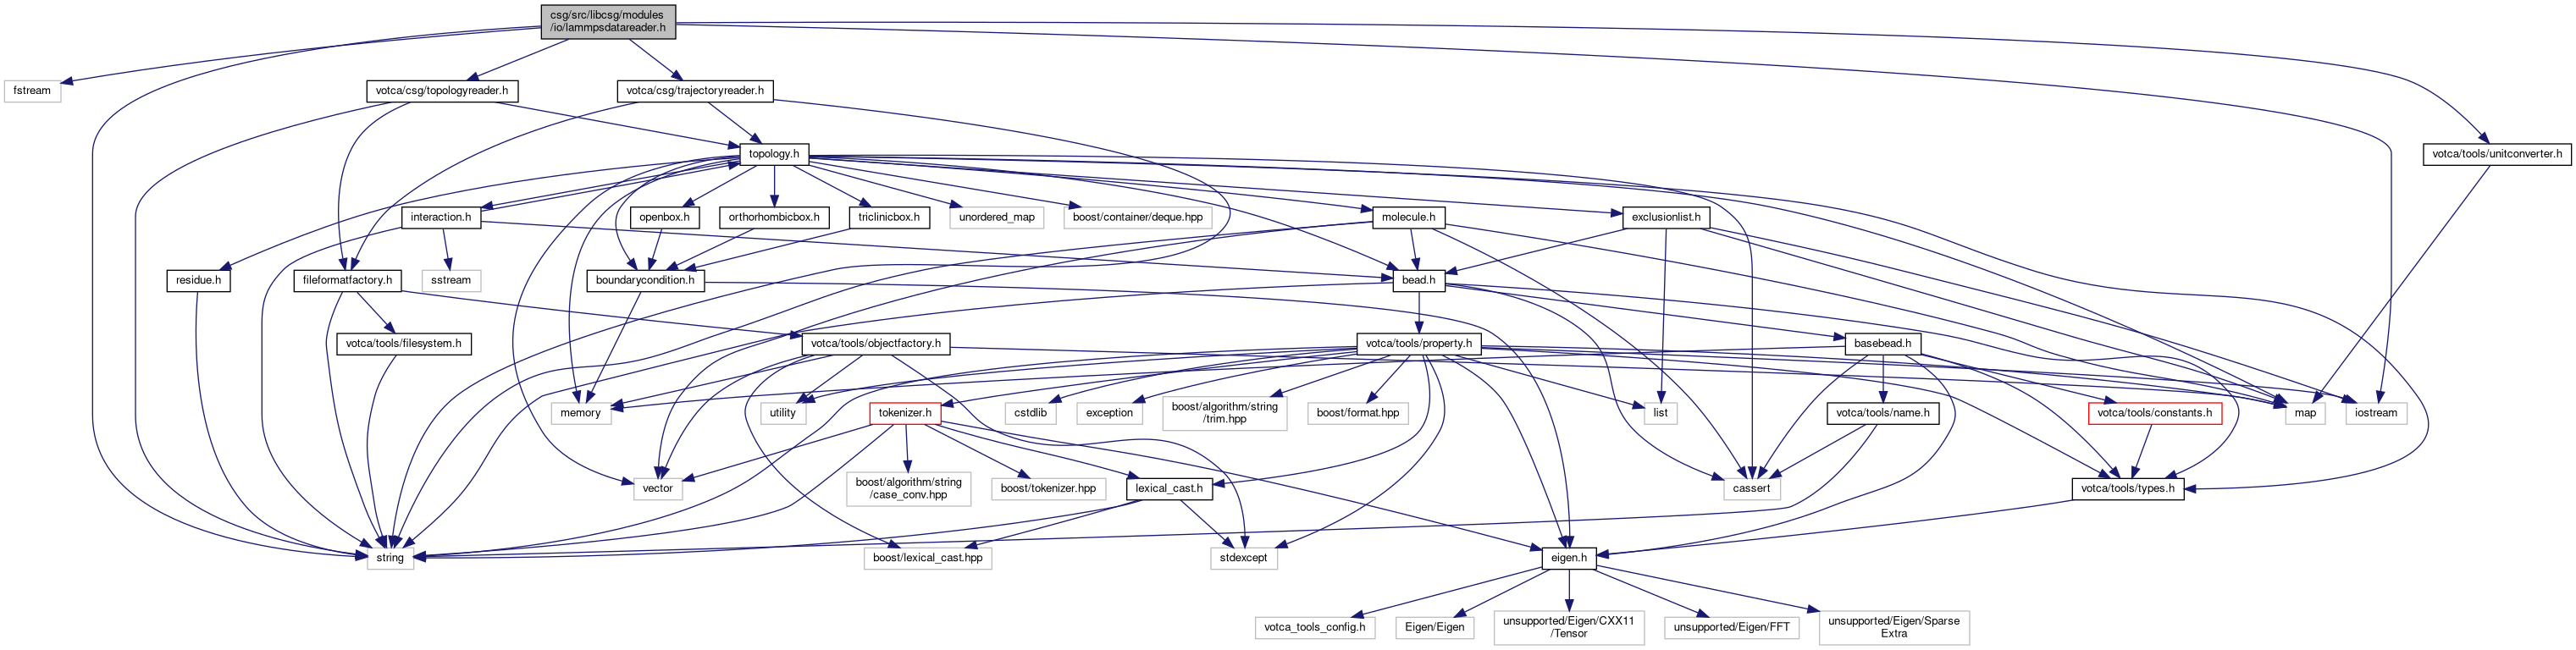 csg/src/libcsg/modules
/io/lammpsdatareader.h
fstream
votca/csg/topologyreader.h
votca/csg/trajectoryreader.h
topology.h
votca/tools/unitconverter.h
interaction.h
openbox.h
orthorhombicbox.h
triclinicbox.h
unordered_map
boost/container/deque.hpp
molecule.h
exclusionlist.h
residue.h
fileformatfactory.h
sstream
boundarycondition.h
bead.h
votca/tools/filesystem.h
votca/tools/objectfactory.h
votca/tools/property.h
basebead.h
memory
utility
tokenizer.h
cstdlib
exception
boost/algorithm/string
/trim.hpp
boost/format.hpp
list
votca/tools/name.h
votca/tools/constants.h
map
iostream
vector
boost/algorithm/string
/case_conv.hpp
boost/tokenizer.hpp
lexical_cast.h
cassert
votca/tools/types.h
string
boost/lexical_cast.hpp
stdexcept
eigen.h
votca_tools_config.h
Eigen/Eigen
unsupported/Eigen/CXX11
/Tensor
unsupported/Eigen/FFT
unsupported/Eigen/Sparse
Extra